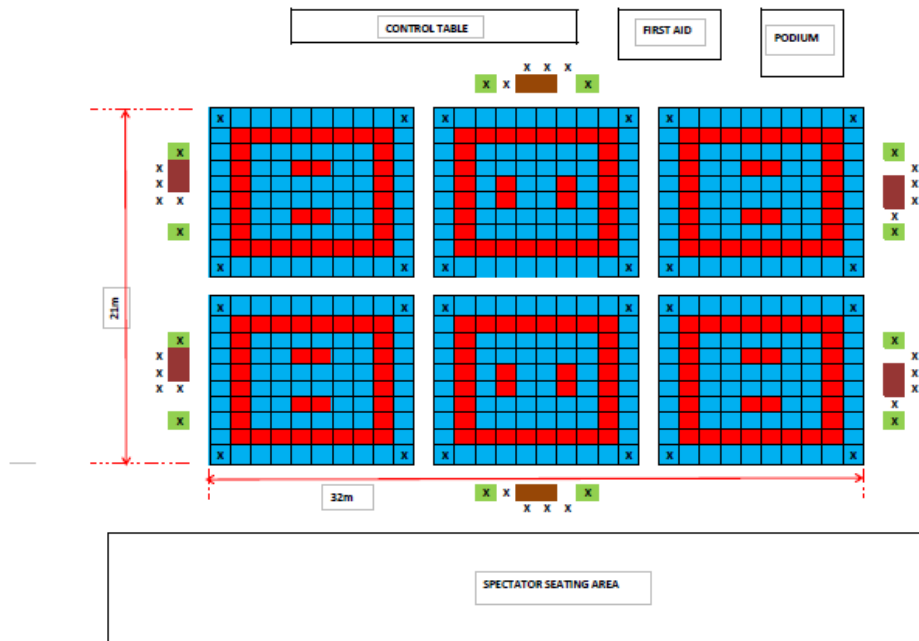 CONTROL TABLE
FIRST AID
PODIUM
X X X
X X X
X X X X X X
X X
X X X
X X
X X X
X X
X X X
X X X X X X
21m
X X X X X X
X X
X X X
X X
X X X
X X
X X X
X X X X X X
32m
X X X
X X X
SPECTATOR SEATING AREA